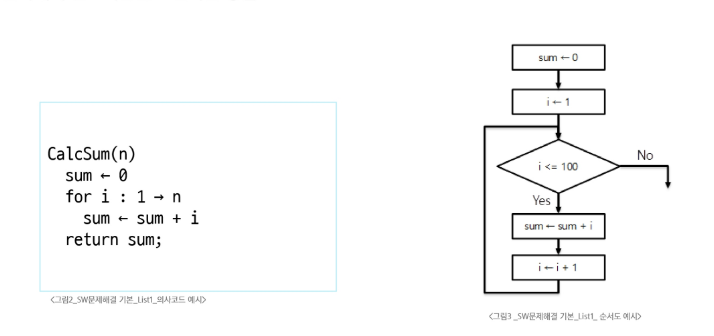 CalcSum(n)
sum ← 0
for i : 1 → n
sum ← sum + i
return sum;
<그림2_SW문제해결 기본_List1_의사코드 예시>
sum ← 0
i ← 1
i <= 100
No
Yes
sum ← sum + i
i ← i + 1
<그림3 _SW문제해결 기본_List1_ 순서도 예시>